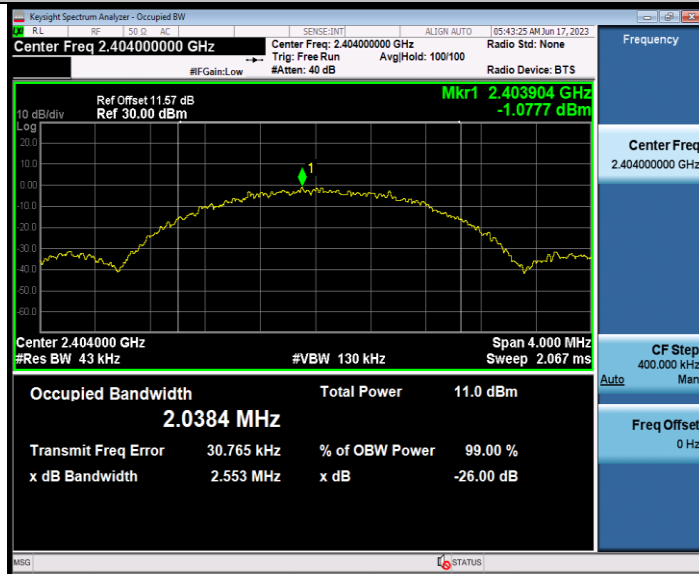 Keysight Spectrum Analyzer - Occupied BW
RL RF 50 Ω AC SENSE:INT ALIGN AUTO 05:43:25 AM Jun 17, 2023
Center Freq 2.404000000 GHz
Center Freq: 2.404000000 GHz Radio Std: None
Trig: Free Run Avg|Hold: 100/100
#IFGain:Low #Atten: 40 dB Radio Device: BTS
Frequency
Mkr1 2.403904 GHz
-1.0777 dBm
Ref Offset 11.57 dB
10 dB/div Ref 30.00 dBm
Log
20.0
10.0
0.00
-10.0
-20.0
-30.0
-40.0
-50.0
-60.0
1
Center 2.404000 GHz Span 4.000 MHz
#Res BW 43 kHz #VBW 130 kHz Sweep 2.067 ms
Occupied Bandwidth Total Power 11.0 dBm
2.0384 MHz
Transmit Freq Error 30.765 kHz % of OBW Power 99.00 %
x dB Bandwidth 2.553 MHz x dB -26.00 dB
Center Freq
2.404000000 GHz
CF Step
400.000 kHz
Auto Man
Freq Offset
0 Hz
MSG STATUS